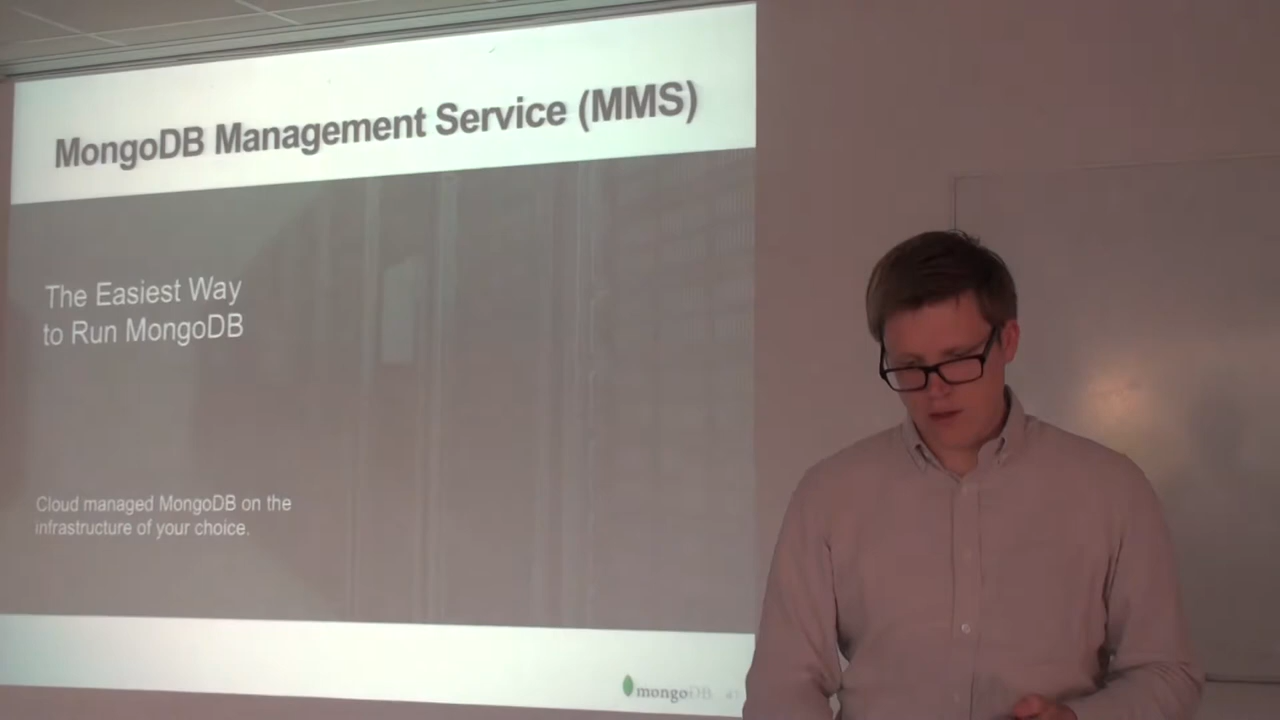 MongoDB Management Service (MMS)
The Easiest Way
to Run MongoDB
Cloud managed MongoDB on the
infrastructure of your choice.
mongoDB